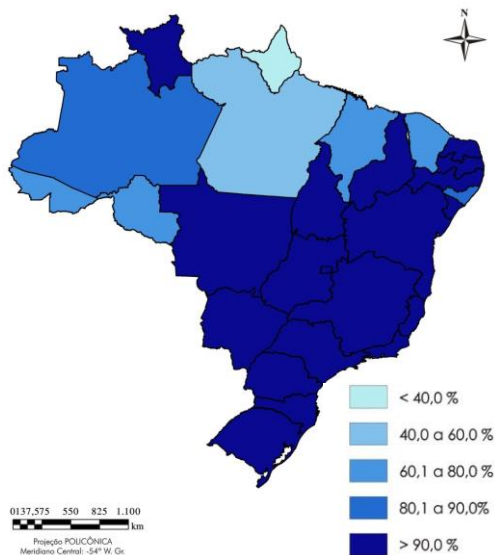 N
< 40,0 %
40,0 a 60,0 %
60,1 a 80,0 %
80,1 a 90,0%
> 90,0 %
0137,575 550 825 1.100
km
Projeção POLICÔNICA
Meridiano Central: -54º W. Gr.